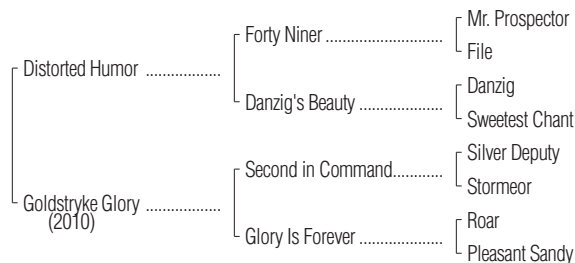 Mr. Prospector
Forty Niner ............................
File
Distorted Humor ..................
Danzig
Danzig's Beauty ....................
Sweetest Chant
Silver Deputy
Second in Command............
Stormeor
Goldstryke Glory ..................
(2010)
Roar
Glory Is Forever ....................
Pleasant Sandy